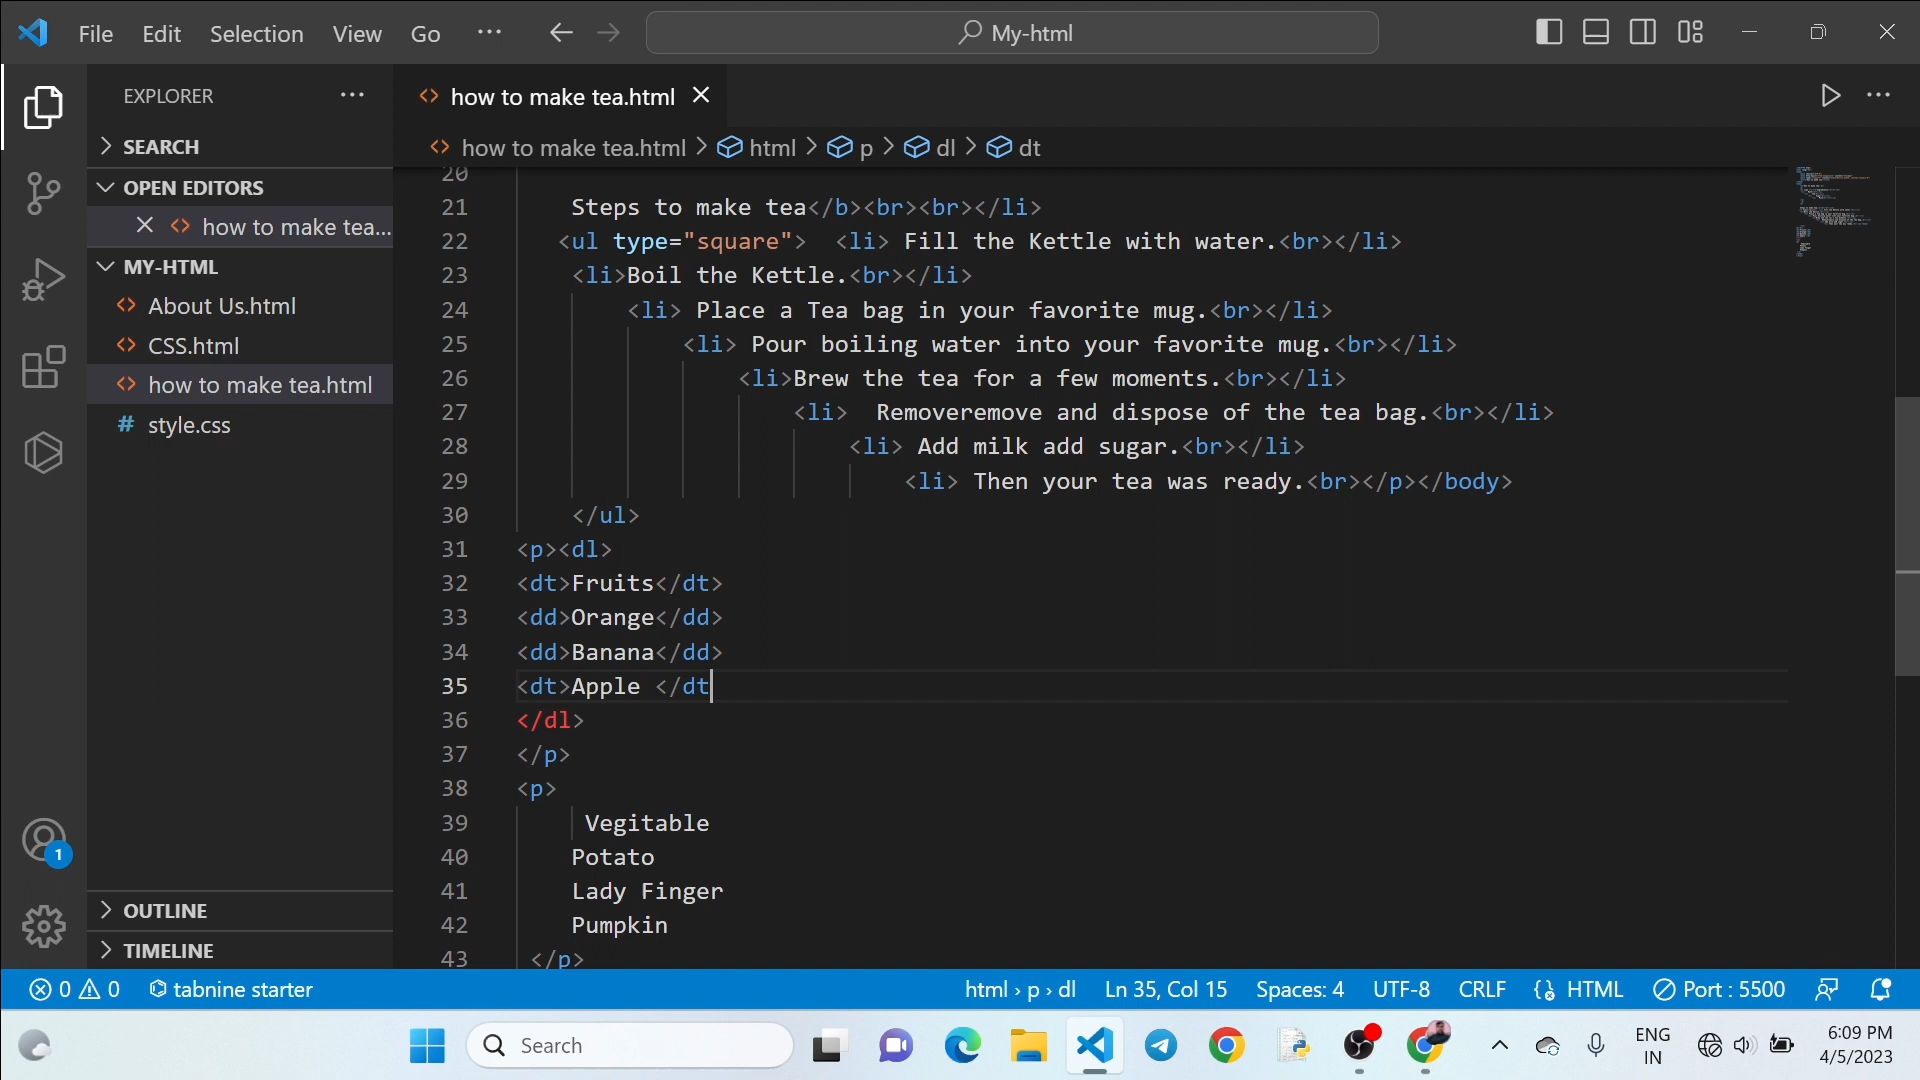 File Edit Selection View Go ··· My-html
EXPLORER ···
SEARCH
OPEN EDITORS
how to make tea...
MY-HTML
About Us.html
CSS.html
how to make tea.html
style.css
OUTLINE
TIMELINE
1
how to make tea.html
how to make tea.html > html > p > dl > dt
20
21 Steps to make tea</b><br><br></li>
22 <ul type="square"> <li> Fill the Kettle with water.<br></li>
23 <li>Boil the Kettle.<br></li>
24 <li> Place a Tea bag in your favorite mug.<br></li>
25 <li> Pour boiling water into your favorite mug.<br></li>
26 <li>Brew the tea for a few moments.<br></li>
27 <li> Removeremove and dispose of the tea bag.<br></li>
28 <li> Add milk add sugar.<br></li>
29 <li> Then your tea was ready.<br></p></body>
30 </ul>
31 <p><dl>
32 <dt>Fruits</dt>
33 <dd>Orange</dd>
34 <dd>Banana</dd>
35 <dt>Apple </dt
36 </dl>
37 </p>
38 <p>
39 Vegitable
40 Potato
41 Lady Finger
42 Pumpkin
43 </p>
0 0 tabnine starter html › p › dl Ln 35, Col 15 Spaces: 4 UTF-8 CRLF HTML Port : 5500
Search
ENG
IN
6:09 PM
4/5/2023